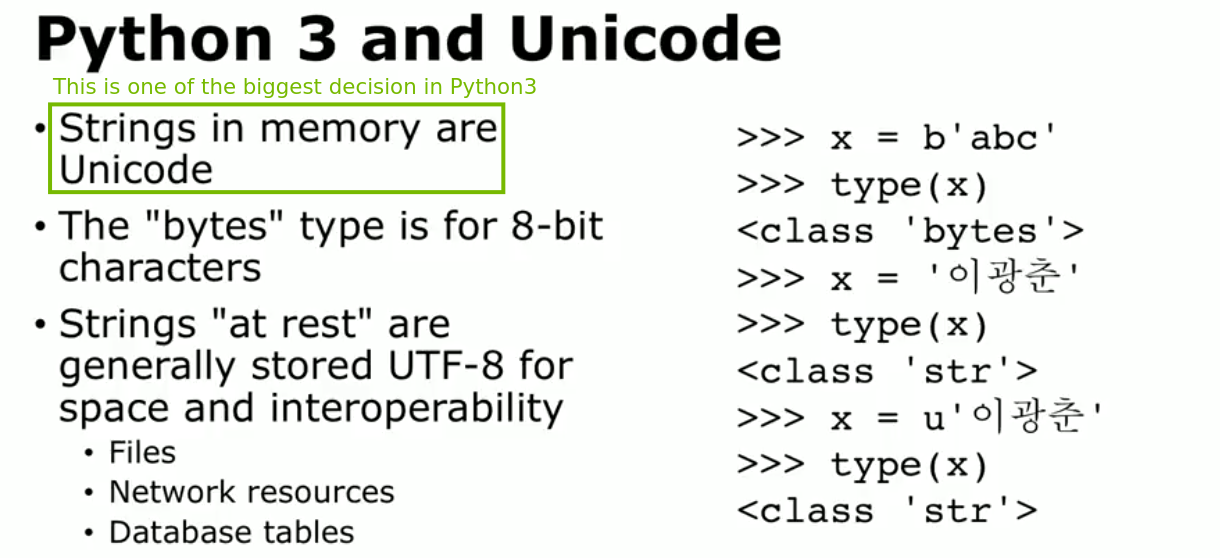 Python 3 and Unicode
This is one of the biggest decision in Python3
• Strings in memory are
Unicode
• The "bytes" type is for 8-bit
characters
• Strings "at rest" are
generally stored UTF-8 for
space and interoperability
• Files
• Network resources
• Database tables
>>> x = b'abc'
>>> type(x)
<class 'bytes'>
>>> x = '이광춘'
>>> type(x)
<class 'str'>
>>> x = u'이광춘'
>>> type(x)
<class 'str'>